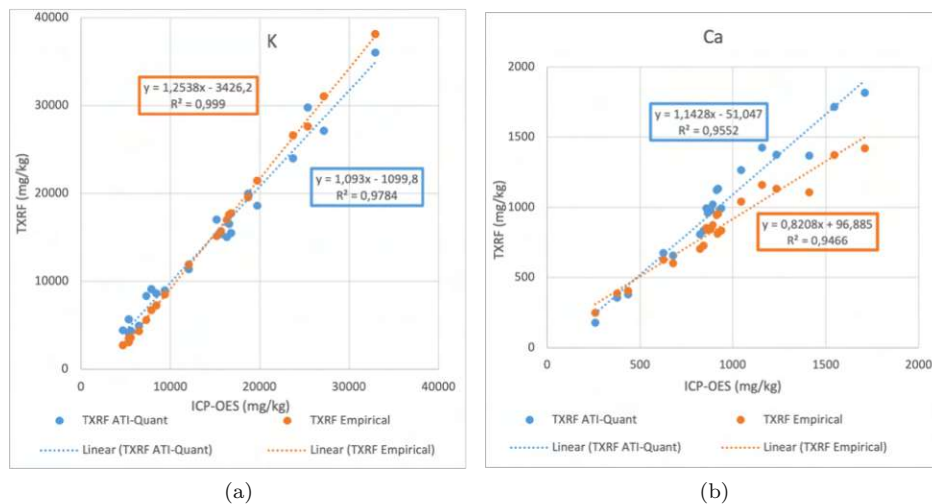 K
40000
30000
20000
10000
0
TXRF (mg/kg)
y = 1,2538x - 3426,2
R² = 0,999
y = 1,093x - 1099,8
R² = 0,9784
0 10000 20000 30000 40000
ICP-OES (mg/kg)
TXRF ATI-Quant TXRF Empirical
Linear (TXRF ATI-Quant) Linear (TXRF Empirical)
(a)
Ca
2000
1500
1000
500
0
TXRF (mg/kg)
y = 1,1428x - 51,047
R² = 0,9552
y = 0,8208x + 96,885
R² = 0,9466
0 500 1000 1500 2000
ICP-OES (mg/kg)
TXRF ATI-Quant TXRF Empirical
Linear (TXRF ATI-Quant) Linear (TXRF Empirical)
(b)